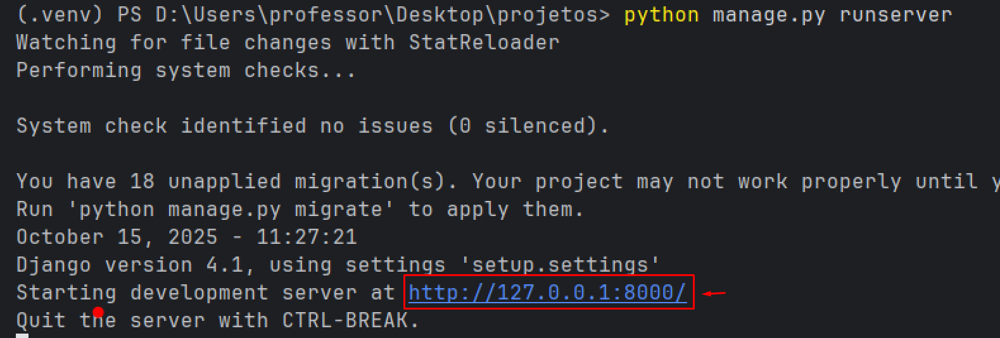 (.venv) PS D:\Users\professor\Desktop\projetos> python manage.py runserver
Watching for file changes with StatReloader
Performing system checks...
System check identified no issues (0 silenced).
You have 18 unapplied migration(s). Your project may not work properly until
Run 'python manage.py migrate' to apply them.
October 15, 2025 - 11:27:21
Django version 4.1, using settings 'setup.settings'
Starting development server at http://127.0.0.1:8000/
Quit the server with CTRL-BREAK.